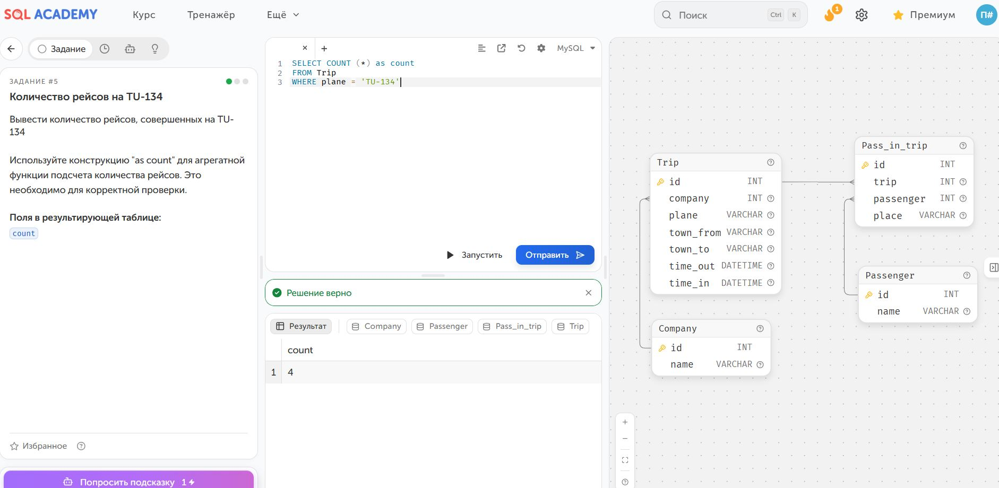 SQL ACADEMY
Курс
Тренажёр
Ещё
Поиск
Ctrl
K
1
Премиум
П#
Задание
ЗАДАНИЕ #5
Количество рейсов на TU-134
Вывести количество рейсов, совершенных на TU-
134
Используйте конструкцию "as count" для агрегатной
функции подсчета количества рейсов. Это
необходимо для корректной проверки.
Поля в результирующей таблице:
count
Избранное
Попросить подсказку 1
MySQL
1 SELECT COUNT (*) as count
2 FROM Trip
3 WHERE plane = 'TU-134'
Запустить
Отправить
Решение верно
Результат
Company
Passenger
Pass_in_trip
Trip
count
1 4
Trip
id INT
company INT
plane VARCHAR
town_from VARCHAR
town_to VARCHAR
time_out DATETIME
time_in DATETIME
Company
id INT
name VARCHAR
Pass_in_trip
id INT
trip INT
passenger INT
place VARCHAR
Passenger
id INT
name VARCHAR